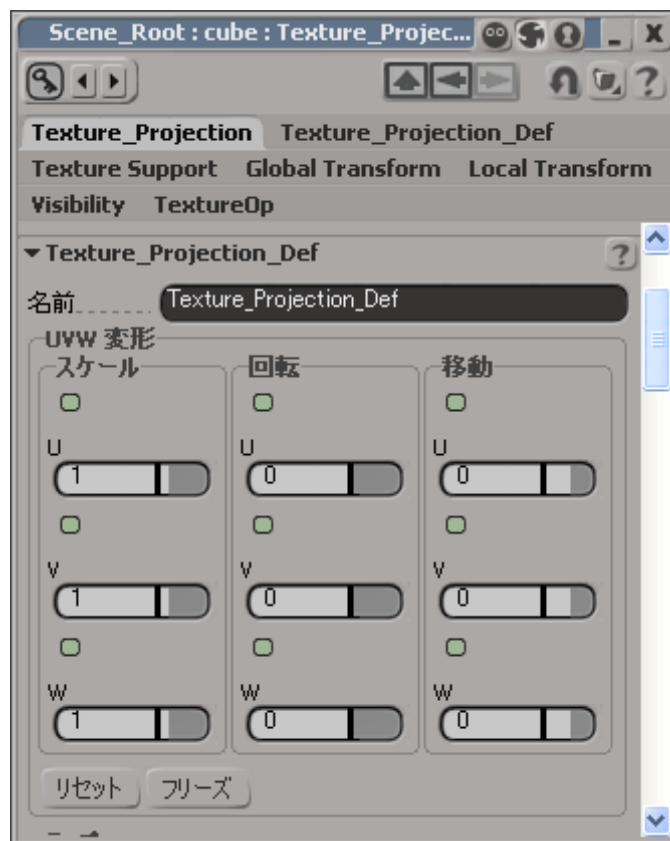 Scene_Root : cube : Texture_Projec...
Texture_Projection Texture_Projection_Def
Texture Support Global Transform Local Transform
Visibility TextureOp
Texture_Projection_Def ?
名前 Texture_Projection_Def
UVW 変形
スケール 回転 移動
U U U
1 0 0
V V V
1 0 0
W W W
1 0 0
リセット フリーズ